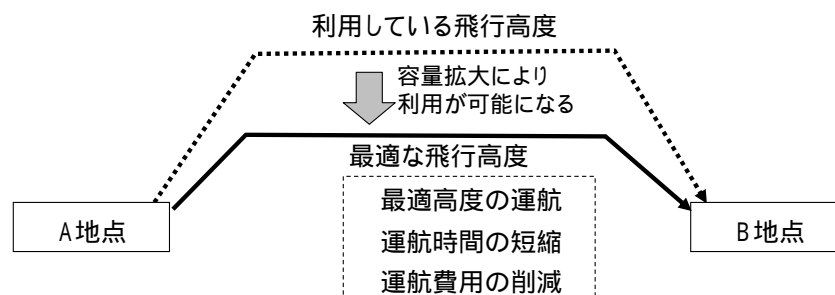 利用している飛行高度
容量拡大により
利用が可能になる
最適な飛行高度
最適高度の運航
運航時間の短縮
運航費用の削減
A地点
B地点